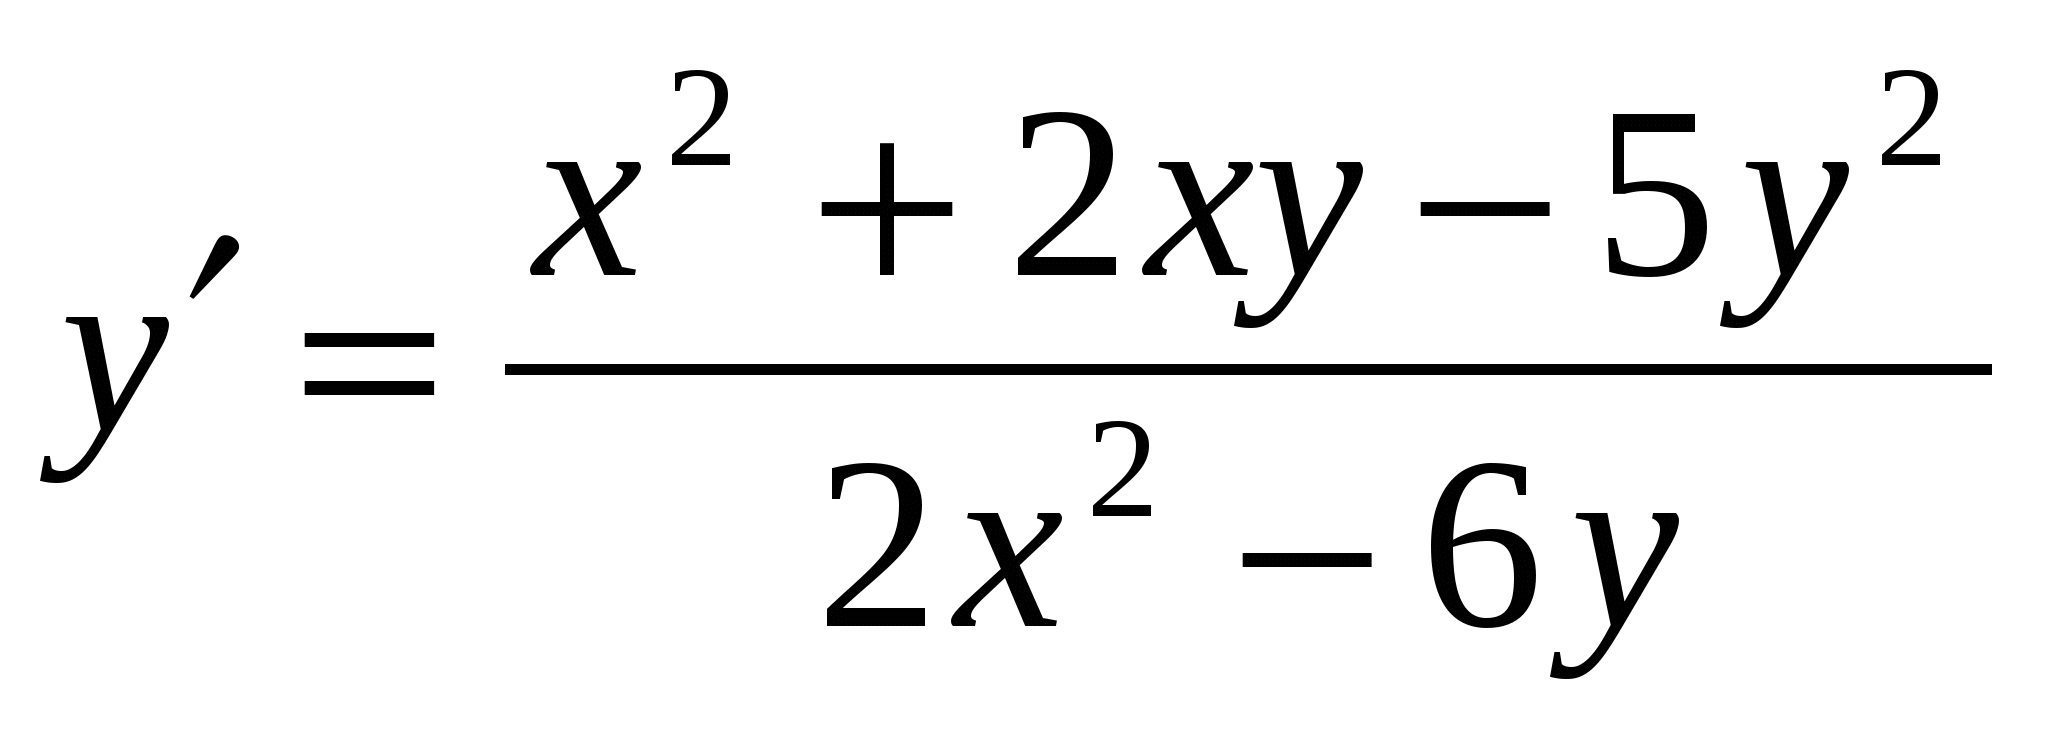 y′ = (x² + 2xy − 5y²) / (2x² − 6y)